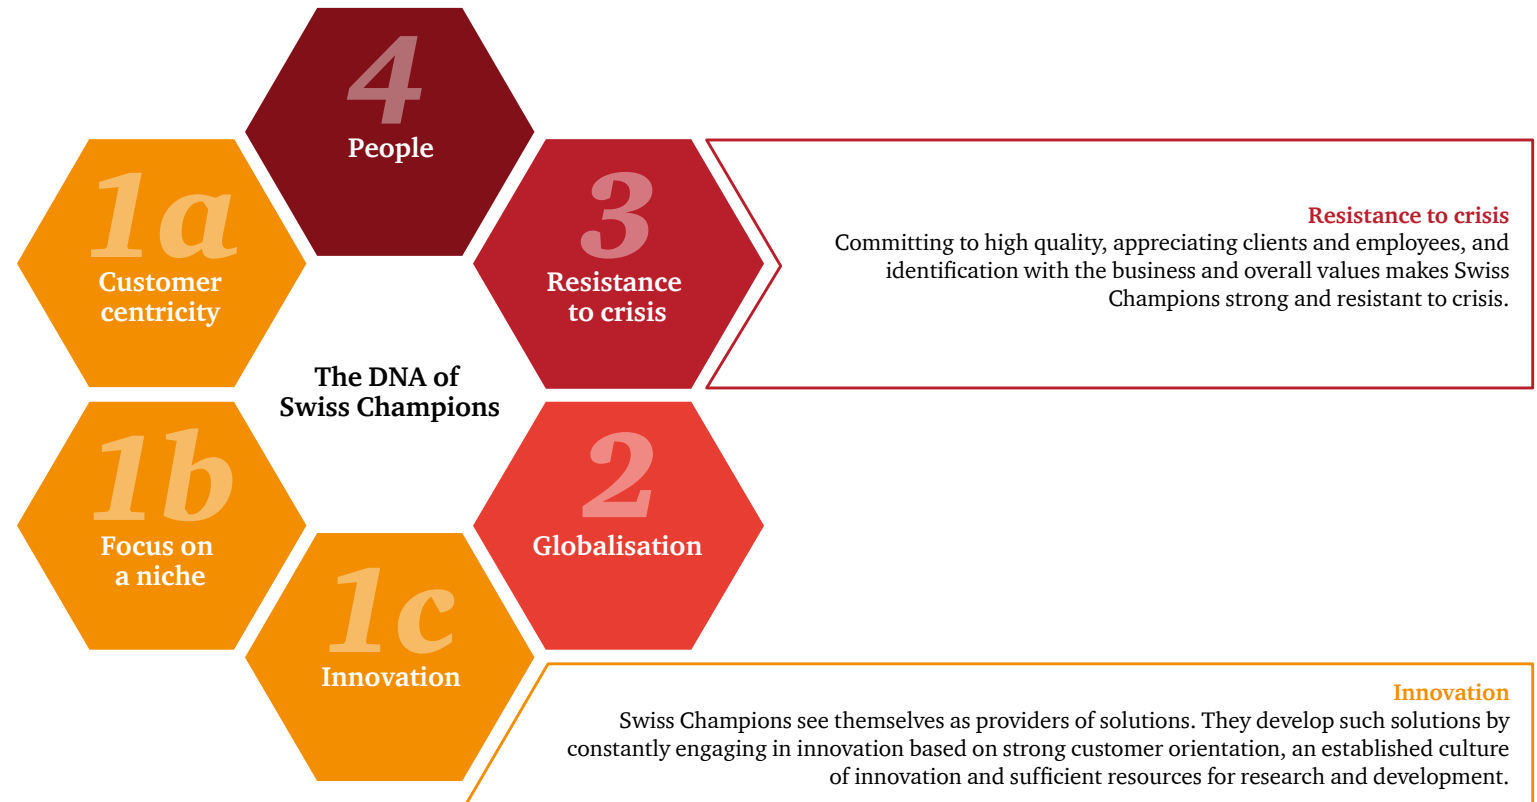 4
People
1a
Customer
centricity
3
Resistance
to crisis
Resistance to crisis
Committing to high quality, appreciating clients and employees, and
identification with the business and overall values makes Swiss
Champions strong and resistant to crisis.
The DNA of
Swiss Champions
1b
Focus on
a niche
2
Globalisation
1c
Innovation
Innovation
Swiss Champions see themselves as providers of solutions. They develop such solutions by
constantly engaging in innovation based on strong customer orientation, an established culture
of innovation and sufficient resources for research and development.